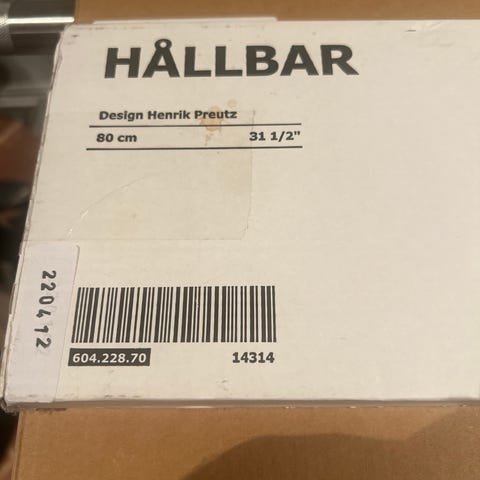 HÅLLBAR
Design Henrik Preutz
80 cm 31 1/2"
220412
604.228.70 14314